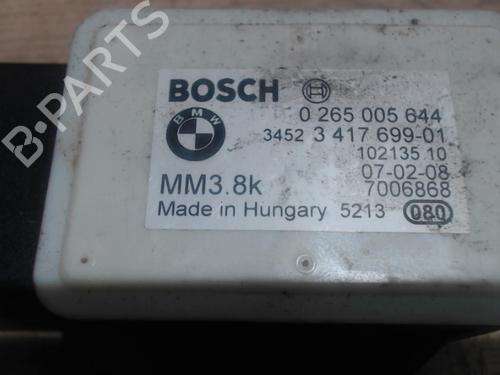 B-PARTS
BOSCH
BMW
0 265 005 644
3452 3 417 699-01
102135 10
07-02-08
MM3.8k 7006868
Made in Hungary 5213 080